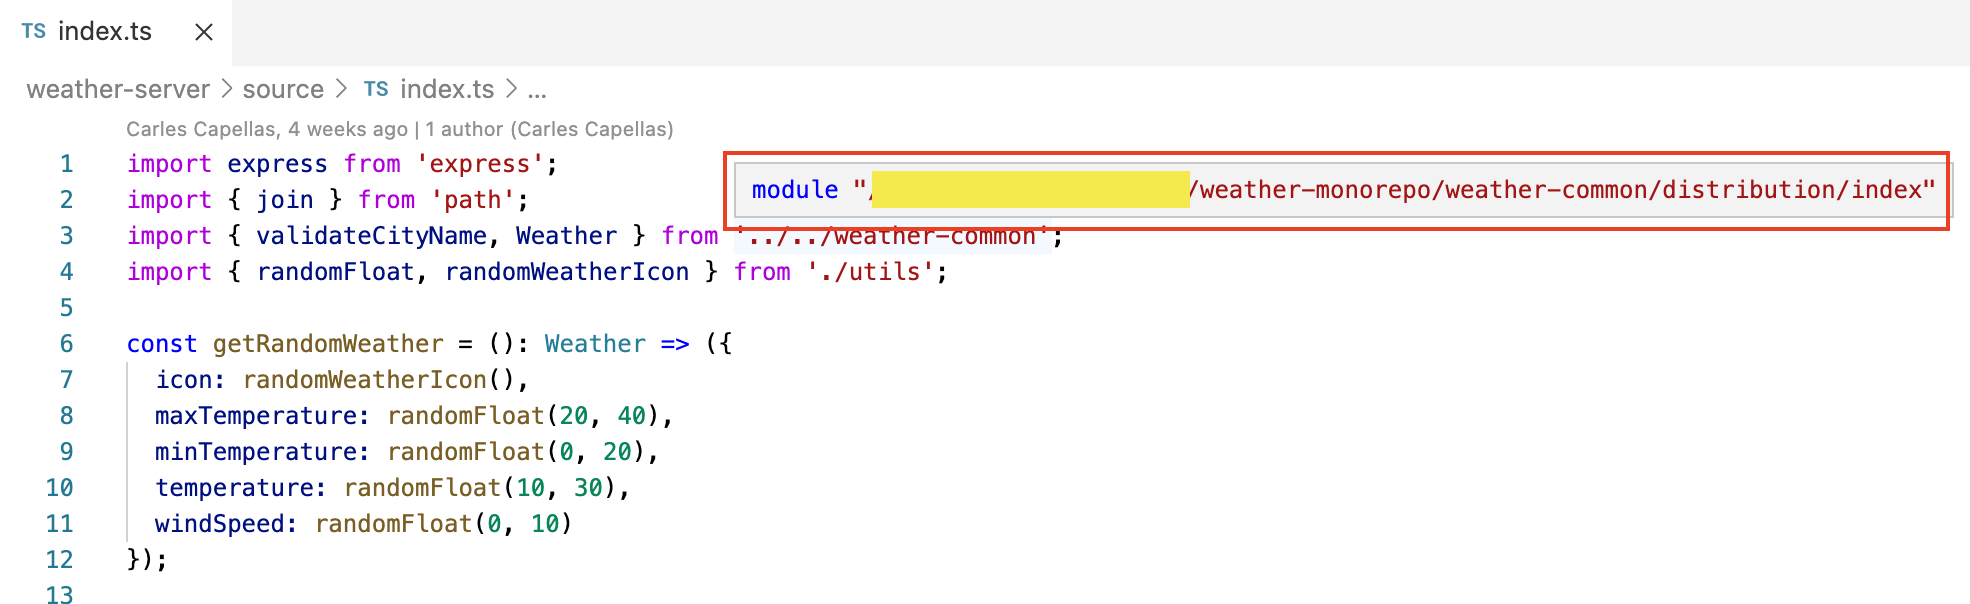 TS index.ts ×
weather-server > source > TS index.ts > ...
Carles Capellas, 4 weeks ago | 1 author (Carles Capellas)
1 import express from 'express';
module "/ /weather-monorepo/weather-common/distribution/index"
2 import { join } from 'path';
3 import { validateCityName, Weather } from '../../weather-common';
4 import { randomFloat, randomWeatherIcon } from './utils';
5
6 const getRandomWeather = (): Weather => ({
7 icon: randomWeatherIcon(),
8 maxTemperature: randomFloat(20, 40),
9 minTemperature: randomFloat(0, 20),
10 temperature: randomFloat(10, 30),
11 windSpeed: randomFloat(0, 10)
12 });
13